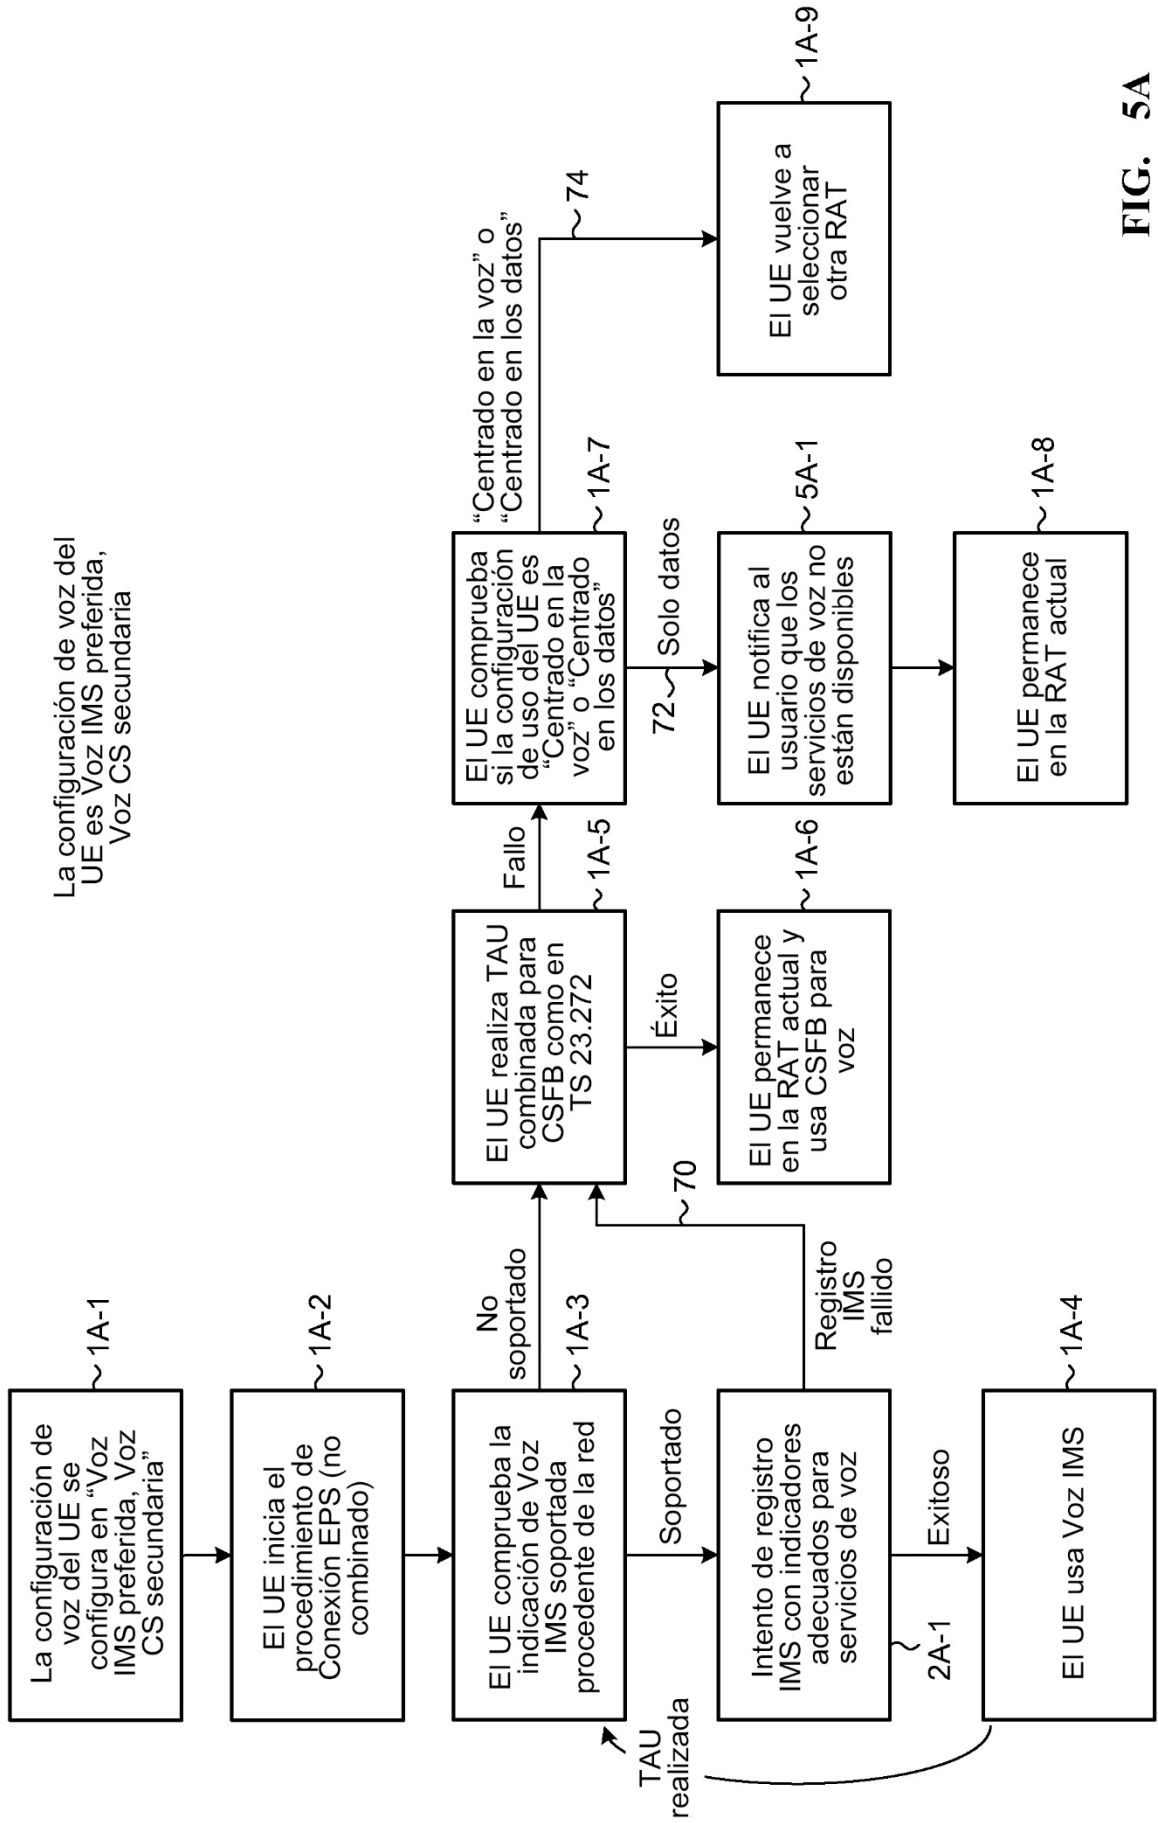 La configuración de voz del
UE es Voz IMS preferida,
Voz CS secundaria
La configuración de
voz del UE se
configura en “Voz
IMS preferida, Voz
CS secundaria”
1A-1
El UE inicia el
procedimiento de
Conexión EPS (no
combinado)
1A-2
El UE comprueba la
indicación de Voz
IMS soportada
procedente de la red
1A-3
No
soportado
Soportado
Intento de registro
IMS con indicadores
adecuados para
servicios de voz
2A-1
Registro
IMS
fallido
70
Exitoso
El UE usa Voz IMS
1A-4
TAU
realizada
El UE realiza TAU
combinada para
CSFB como en
TS 23.272
1A-5
Fallo
Éxito
El UE permanece
en la RAT actual y
usa CSFB para
voz
1A-6
El UE comprueba
si la configuración
de uso del UE es
“Centrado en la
voz” o “Centrado
en los datos”
1A-7
“Centrado en la voz” o
“Centrado en los datos”
74
72
Solo datos
El UE notifica al
usuario que los
servicios de voz no
están disponibles
5A-1
El UE permanece
en la RAT actual
1A-8
El UE vuelve a
seleccionar
otra RAT
1A-9
FIG. 5A